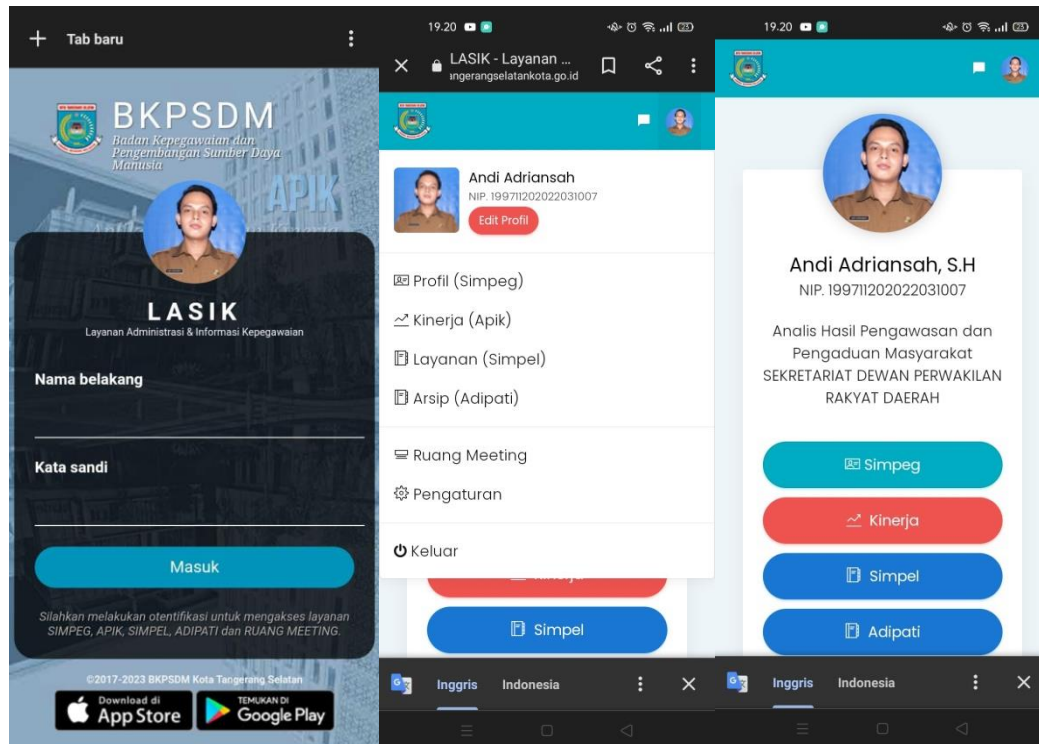 Tab baru
BKPSDM
Badan Kepegawaian dan
Pengembangan Sumber Daya
Manusia
APIK
LASIK
Layanan Administrasi & Informasi Kepegawaian
Nama belakang
Kata sandi
Masuk
Silahkan melakukan otentifikasi untuk mengakses layanan
SIMPEG, APIK, SIMPEL, ADIPATI dan RUANG MEETING.
©2017-2023 BKPSDM Kota Tangerang Selatan
Download di
App Store
TEMUKAN DI
Google Play
19.20
23
LASIK - Layanan ...
angerangselatankota.go.id
Andi Adriansah
NIP. 199711202022031007
Edit Profil
Profil (Simpeg)
Kinerja (Apik)
Layanan (Simpel)
Arsip (Adipati)
Ruang Meeting
Pengaturan
Keluar
Simpel
Inggris Indonesia
19.20
23
Andi Adriansah, S.H
NIP. 199711202022031007
Analis Hasil Pengawasan dan
Pengaduan Masyarakat
SEKRETARIAT DEWAN PERWAKILAN
RAKYAT DAERAH
Simpeg
Kinerja
Simpel
Adipati
Inggris Indonesia